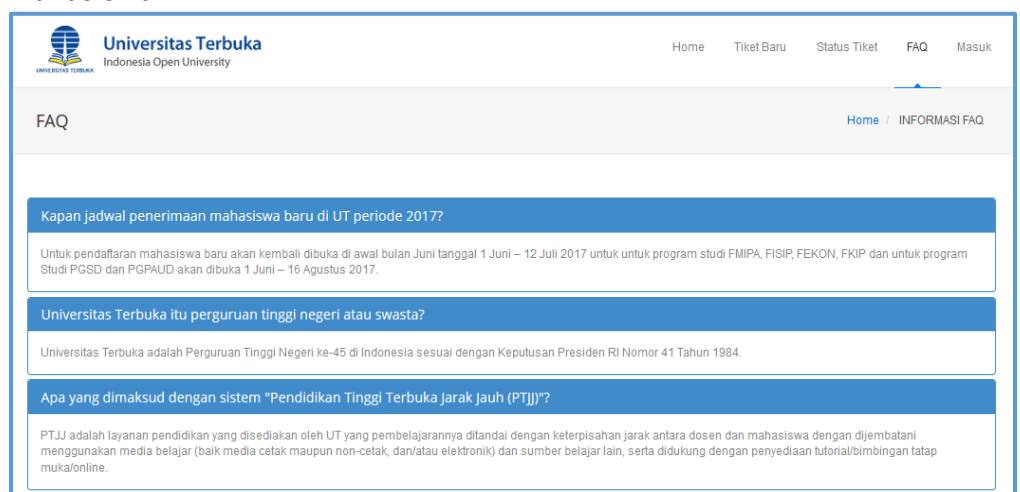 Universitas Terbuka
Indonesia Open University
UNIVERSITAS TERBUKA
Home Tiket Baru Status Tiket FAQ Masuk
FAQ
Home / INFORMASI FAQ
Kapan jadwal penerimaan mahasiswa baru di UT periode 2017?
Untuk pendaftaran mahasiswa baru akan kembali dibuka di awal bulan Juni tanggal 1 Juni – 12 Juli 2017 untuk untuk program studi FMIPA, FISIP, FEKON, FKIP dan untuk program
Studi PGSD dan PGPAUD akan dibuka 1 Juni – 16 Agustus 2017.
Universitas Terbuka itu perguruan tinggi negeri atau swasta?
Universitas Terbuka adalah Perguruan Tinggi Negeri ke-45 di Indonesia sesuai dengan Keputusan Presiden RI Nomor 41 Tahun 1984.
Apa yang dimaksud dengan sistem "Pendidikan Tinggi Terbuka Jarak Jauh (PTJJ)"?
PTJJ adalah layanan pendidikan yang disediakan oleh UT yang pembelajarannya ditandai dengan keterpisahan jarak antara dosen dan mahasiswa dengan dijembatani
menggunakan media belajar (baik media cetak maupun non-cetak, dan/atau elektronik) dan sumber belajar lain, serta didukung dengan penyediaan tutorial/bimbingan tatap
muka/online.